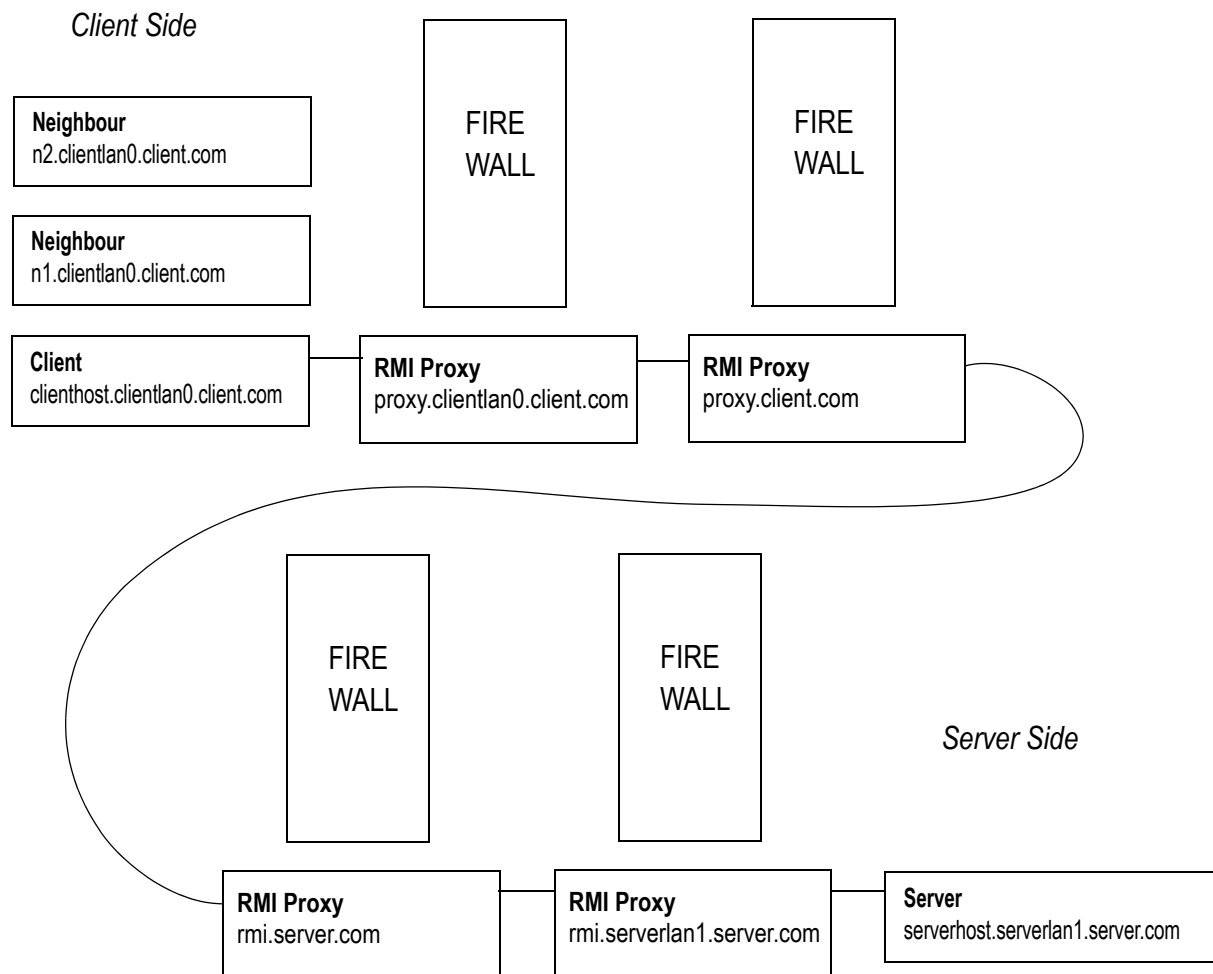 Client Side
FIRE
WALL
FIRE
WALL
Neighbour
n2.clientlan0.client.com
Neighbour
n1.clientlan0.client.com
Client
clienthost.clientlan0.client.com
RMI Proxy
proxy.clientlan0.client.com
RMI Proxy
proxy.client.com
FIRE
WALL
FIRE
WALL
Server Side
RMI Proxy
rmi.server.com
RMI Proxy
rmi.serverlan1.server.com
Server
serverhost.serverlan1.server.com